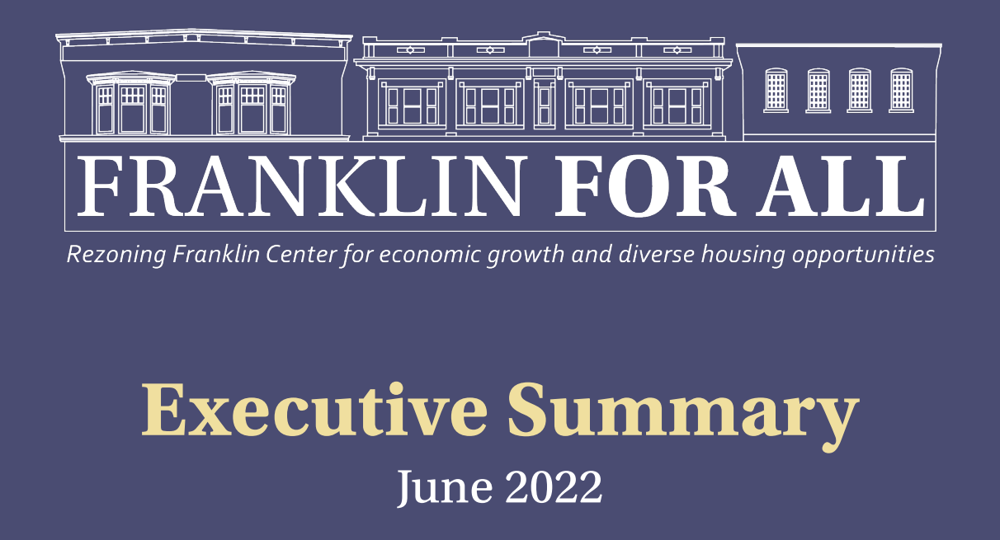 FRANKLIN FOR ALL
Rezoning Franklin Center for economic growth and diverse housing opportunities
Executive Summary
June 2022